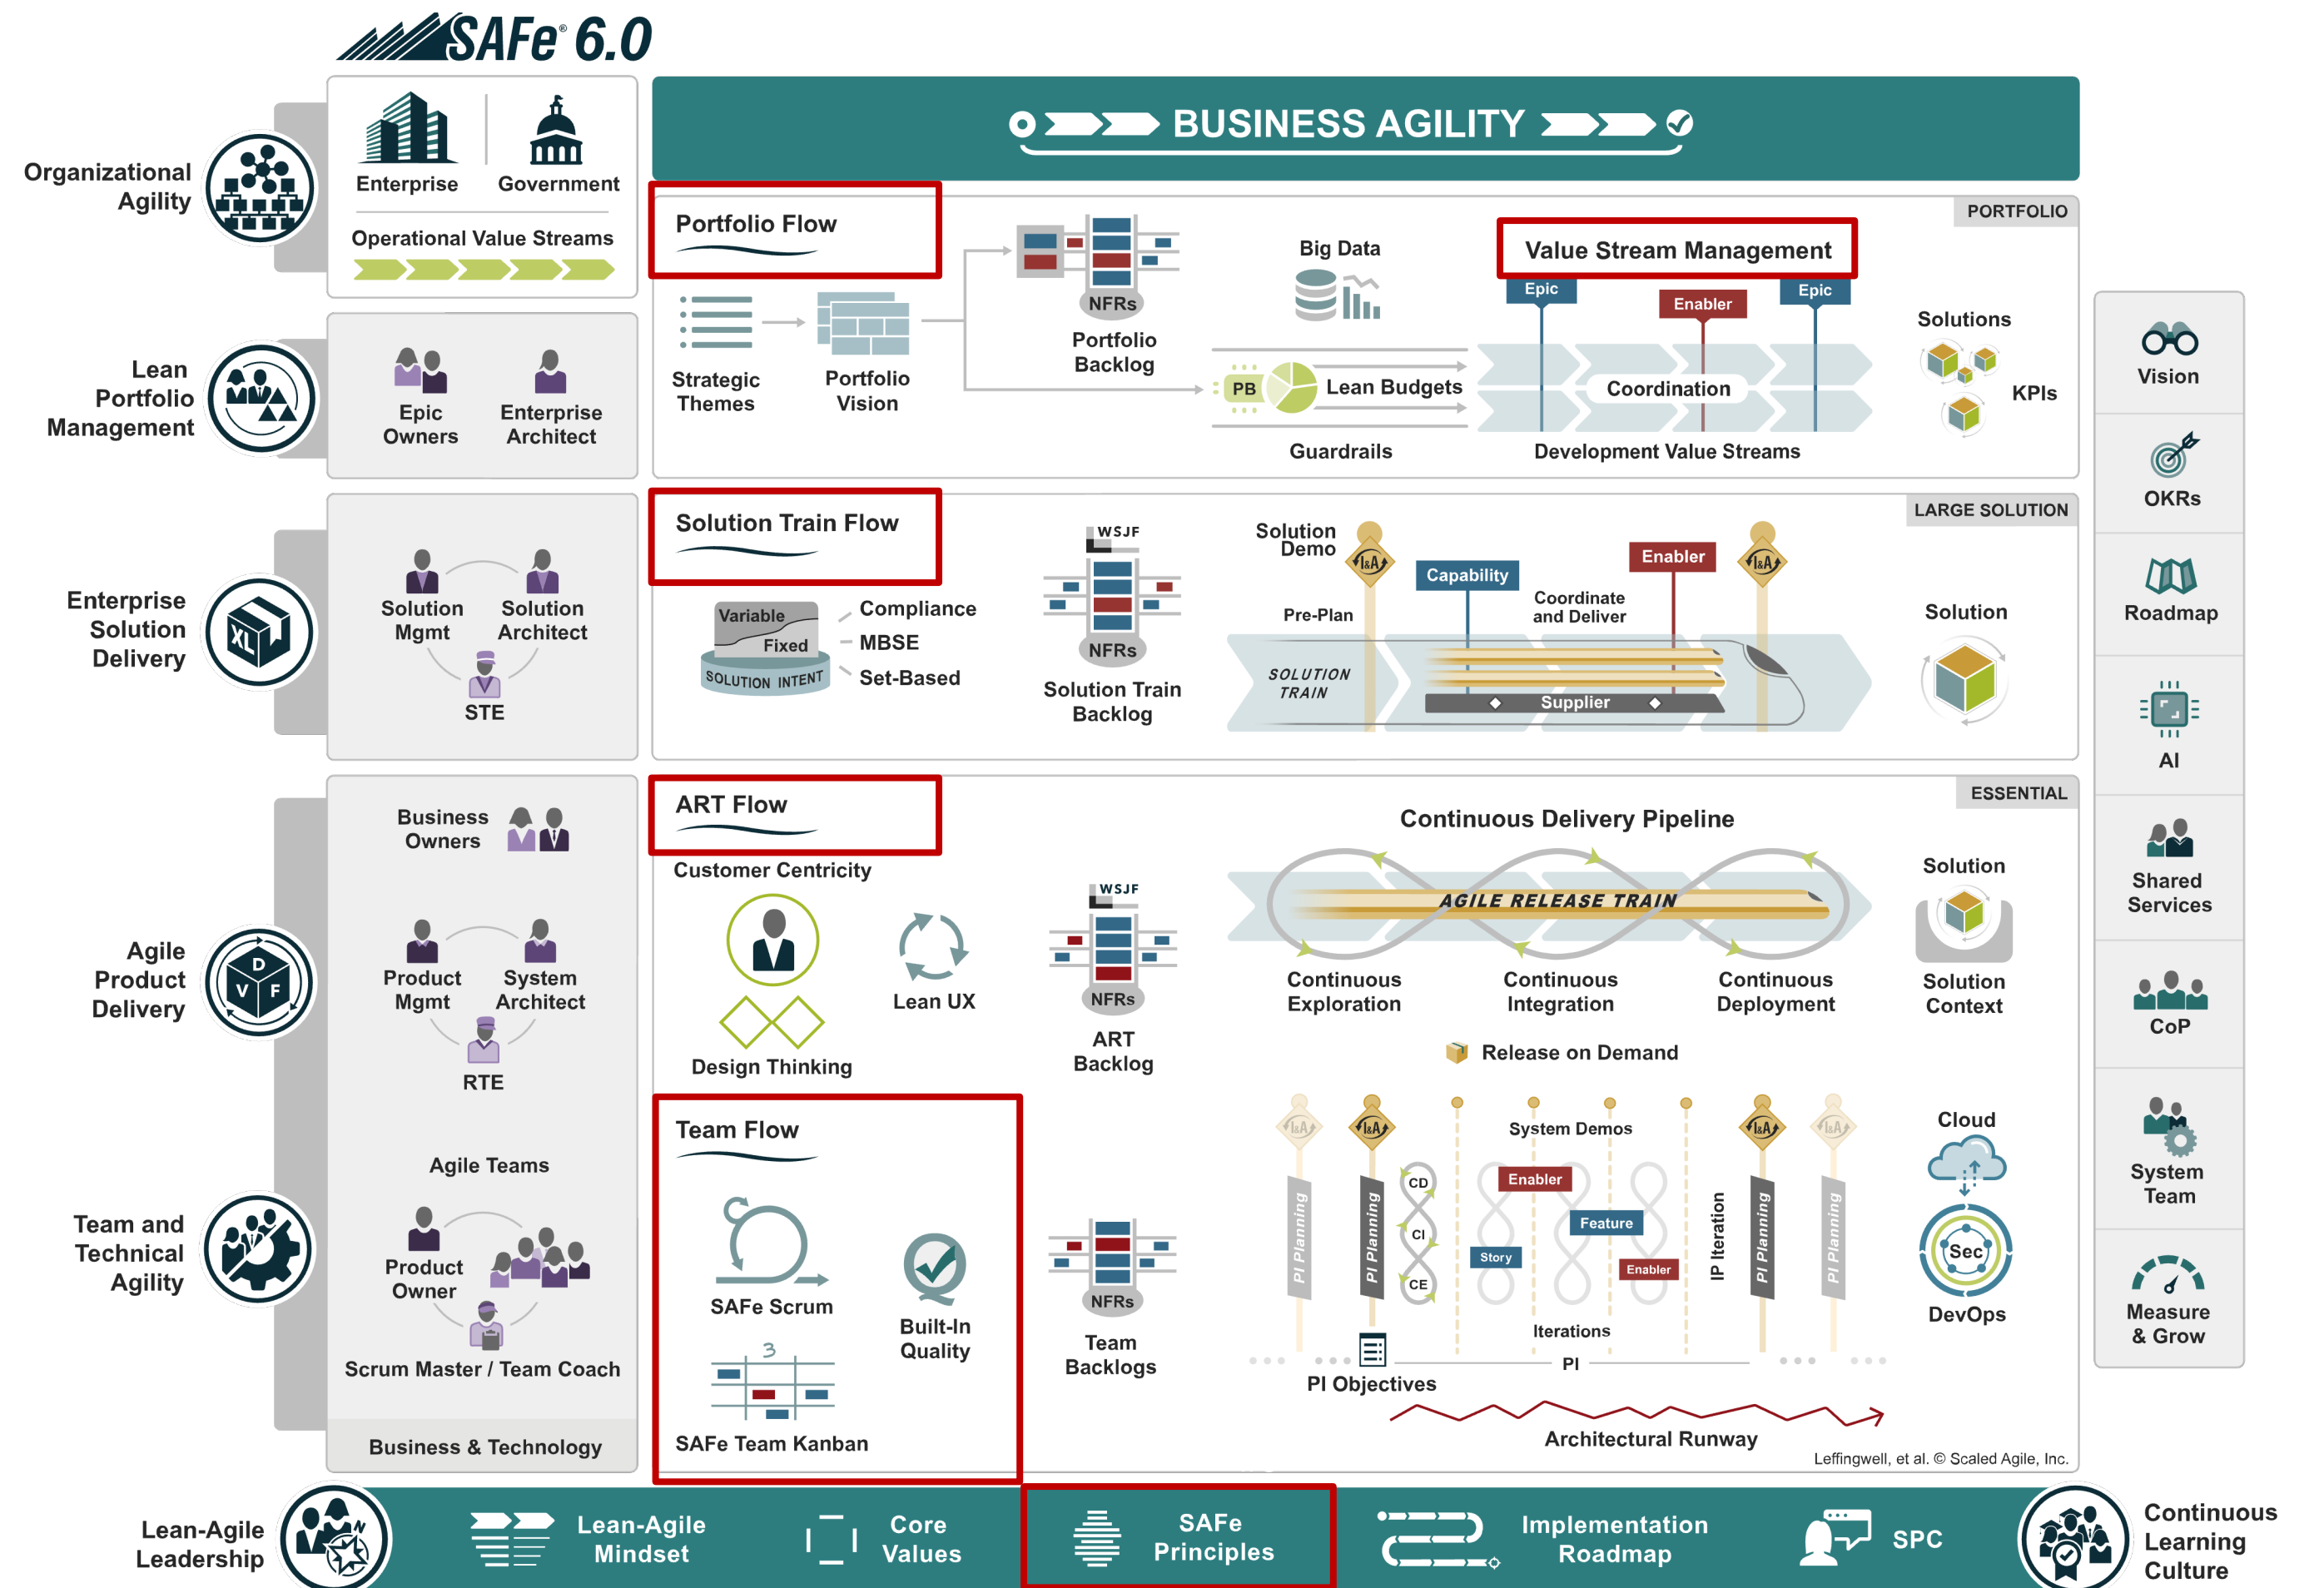 SAFe® 6.0
Organizational
Agility
Enterprise
Government
Operational Value Streams
BUSINESS AGILITY
PORTFOLIO
Portfolio Flow
Strategic
Themes
Portfolio
Vision
NFRs
Portfolio
Backlog
Big Data
PB
Lean Budgets
Guardrails
Value Stream Management
Epic
Enabler
Epic
Coordination
Development Value Streams
Solutions
KPIs
Lean
Portfolio
Management
Epic
Owners
Enterprise
Architect
LARGE SOLUTION
Enterprise
Solution
Delivery
XL
Solution
Mgmt
Solution
Architect
STE
Solution Train Flow
Variable
Fixed
SOLUTION INTENT
Compliance
MBSE
Set-Based
WSJF
NFRs
Solution Train
Backlog
Solution
Demo
I&A
Capability
Enabler
I&A
Pre-Plan
Coordinate
and Deliver
SOLUTION
TRAIN
Supplier
Solution
ESSENTIAL
Agile
Product
Delivery
D
V
F
Business
Owners
Product
Mgmt
System
Architect
RTE
ART Flow
Customer Centricity
Lean UX
Design Thinking
WSJF
NFRs
ART
Backlog
Continuous Delivery Pipeline
AGILE RELEASE TRAIN
Continuous
Exploration
Continuous
Integration
Continuous
Deployment
Release on Demand
Solution
Solution
Context
Team and
Technical
Agility
Agile Teams
Product
Owner
Scrum Master / Team Coach
Business & Technology
Team Flow
SAFe Scrum
Built-In
Quality
3
SAFe Team Kanban
NFRs
Team
Backlogs
I&A
I&A
System Demos
I&A
I&A
PI Planning
PI Planning
CD
CI
CE
Enabler
Feature
Story
Enabler
IP Iteration
PI Planning
PI Planning
Iterations
PI
PI Objectives
Architectural Runway
Cloud
Sec
DevOps
Leffingwell, et al. © Scaled Agile, Inc.
Vision
OKRs
Roadmap
AI
Shared
Services
CoP
System
Team
Measure
& Grow
Lean-Agile
Leadership
N
Lean-Agile
Mindset
Core
Values
SAFe
Principles
Implementation
Roadmap
SPC
Continuous
Learning
Culture